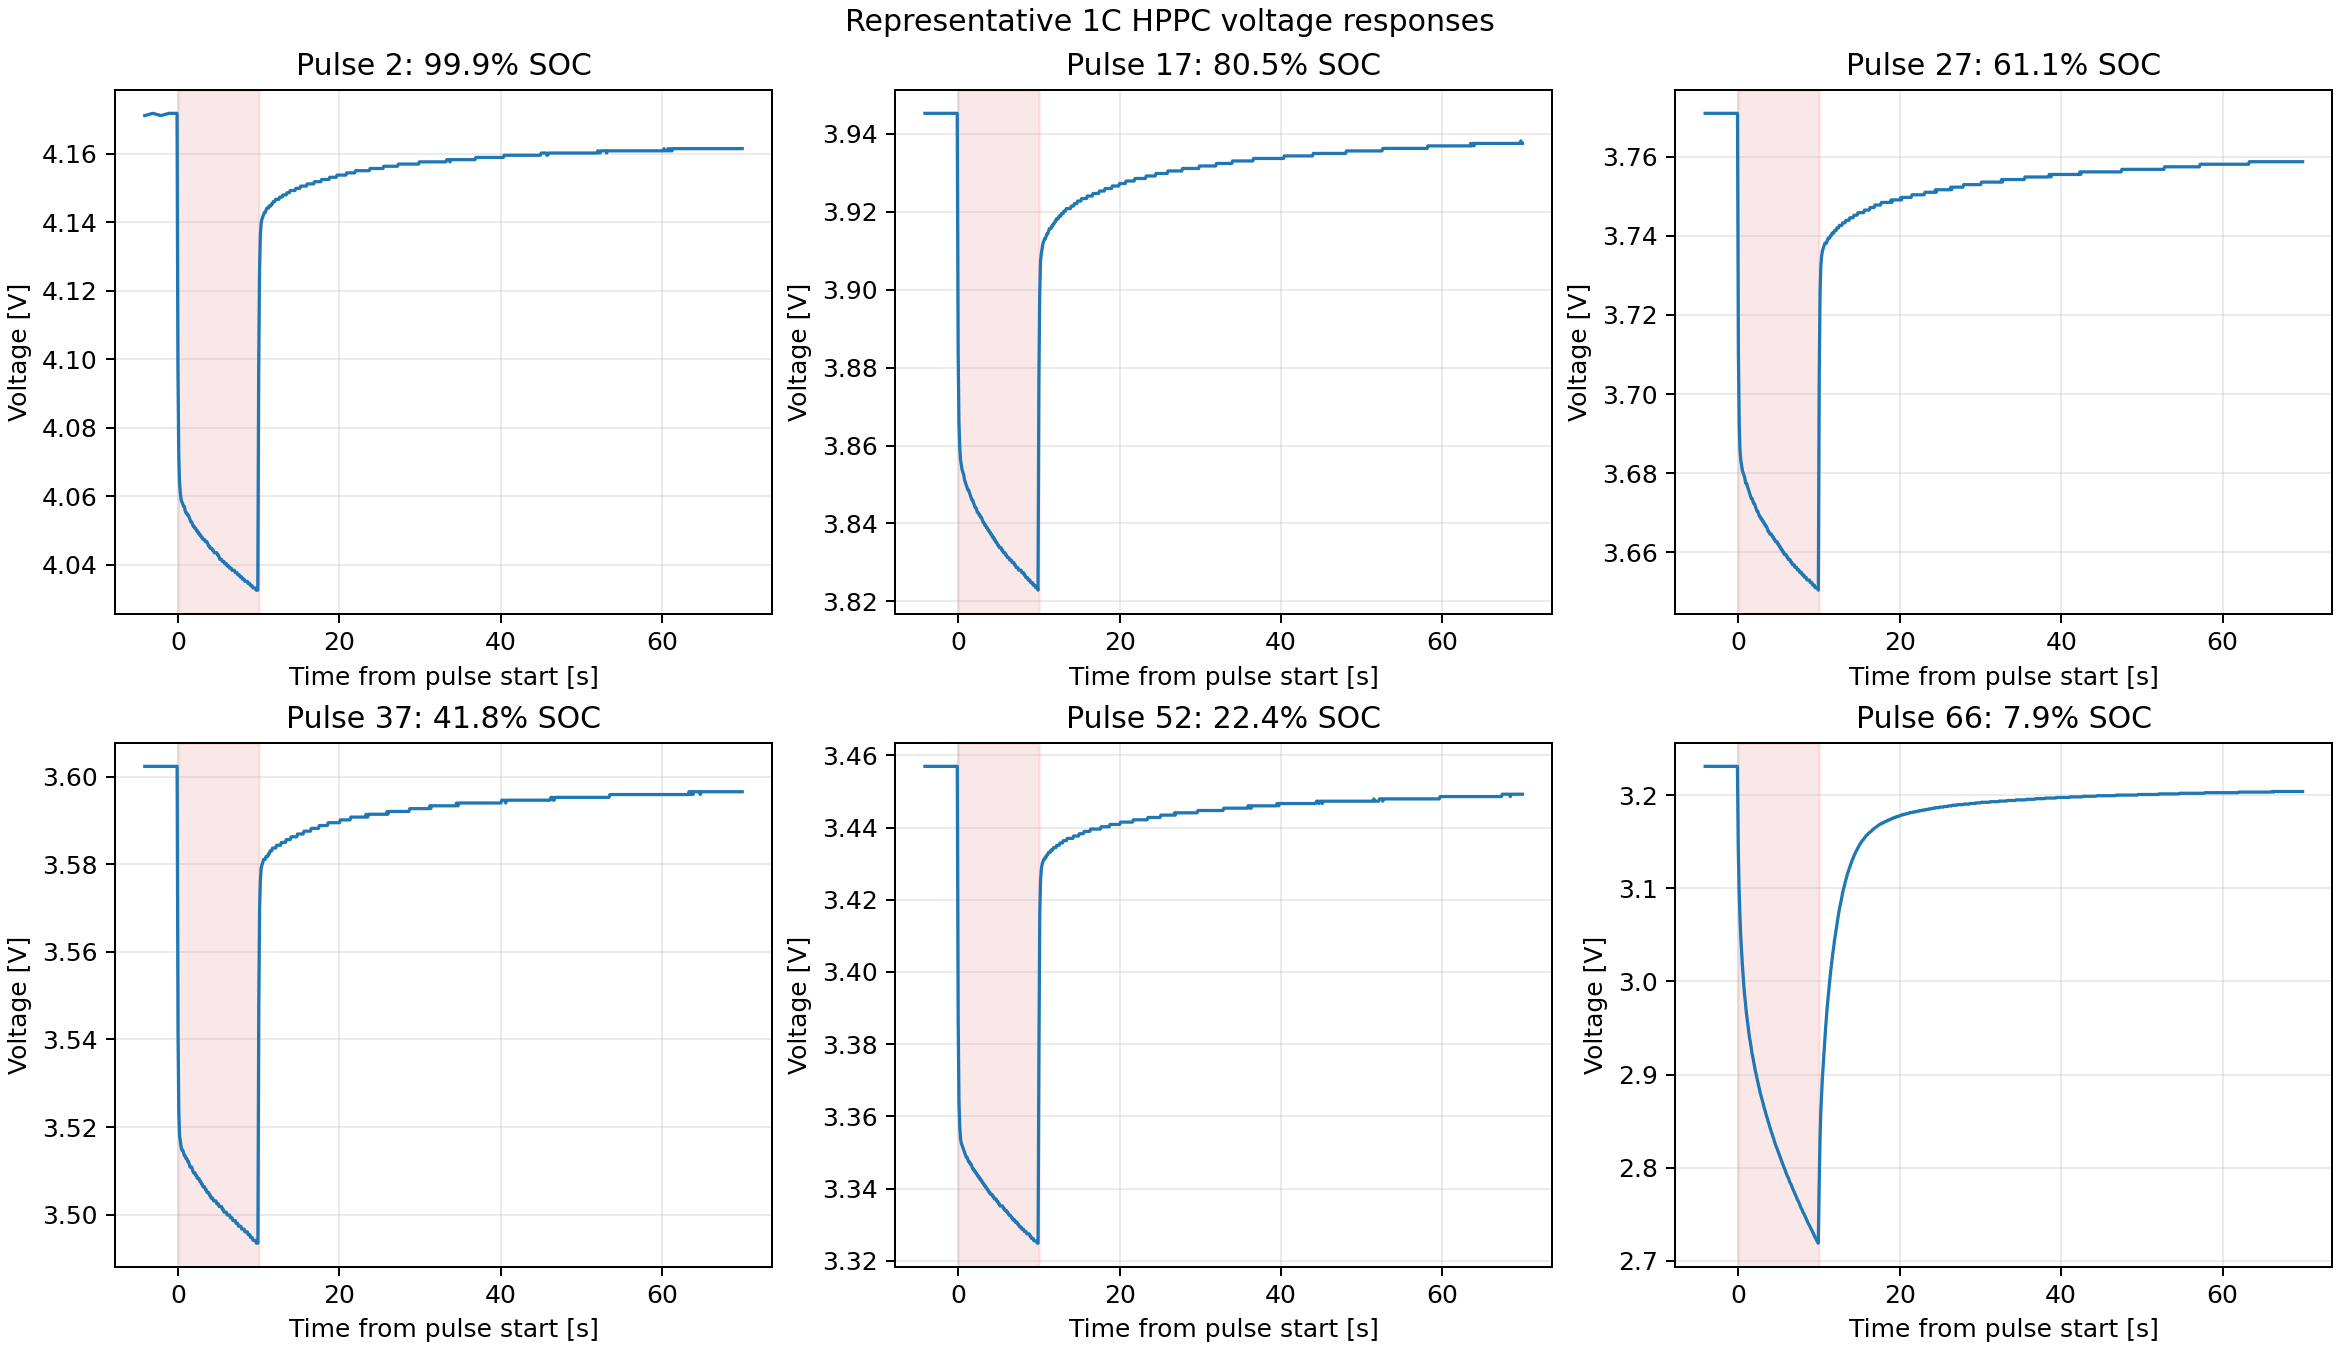 Representative 1C HPPC voltage responses
Pulse 2: 99.9% SOC
Voltage [V]
4.16
4.14
4.12
4.10
4.08
4.06
4.04
0 20 40 60
Time from pulse start [s]
Pulse 17: 80.5% SOC
Voltage [V]
3.94
3.92
3.90
3.88
3.86
3.84
3.82
0 20 40 60
Time from pulse start [s]
Pulse 27: 61.1% SOC
Voltage [V]
3.76
3.74
3.72
3.70
3.68
3.66
0 20 40 60
Time from pulse start [s]
Pulse 37: 41.8% SOC
Voltage [V]
3.60
3.58
3.56
3.54
3.52
3.50
0 20 40 60
Time from pulse start [s]
Pulse 52: 22.4% SOC
Voltage [V]
3.46
3.44
3.42
3.40
3.38
3.36
3.34
3.32
0 20 40 60
Time from pulse start [s]
Pulse 66: 7.9% SOC
Voltage [V]
3.2
3.1
3.0
2.9
2.8
2.7
0 20 40 60
Time from pulse start [s]